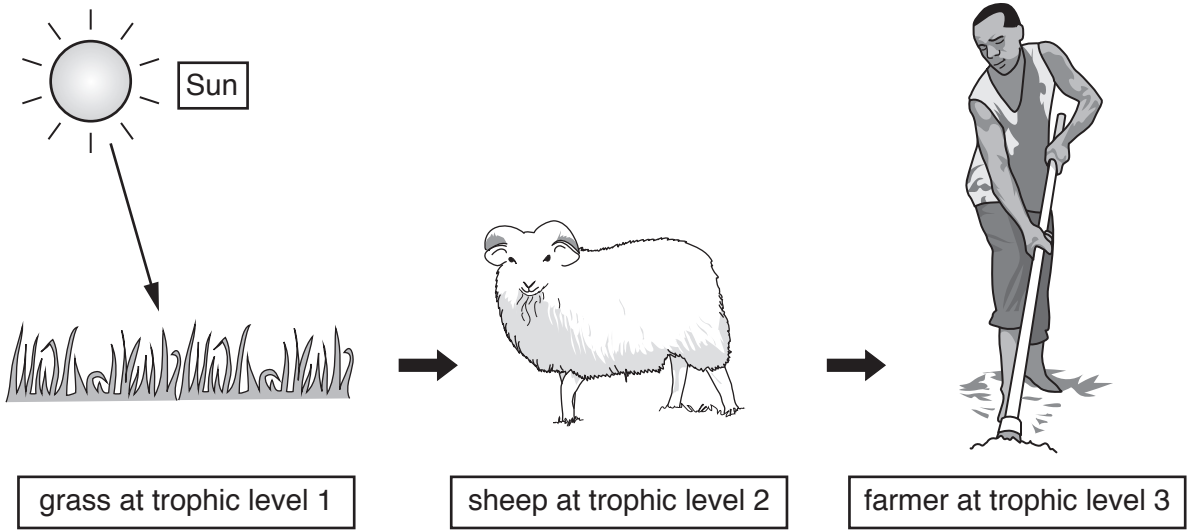 Sun
grass at trophic level 1
sheep at trophic level 2
farmer at trophic level 3